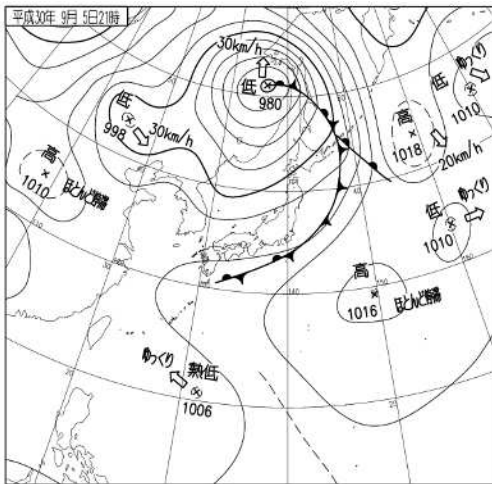 平成30年 9月 5日21時
30km/h
低
980
低
998
30km/h
高
1010
ほとんど停滞
低
ゆっくり
1010
高
1018
20km/h
低
ゆっくり
1010
高
1016
ほとんど停滞
ゆっくり
熱低
1006
140